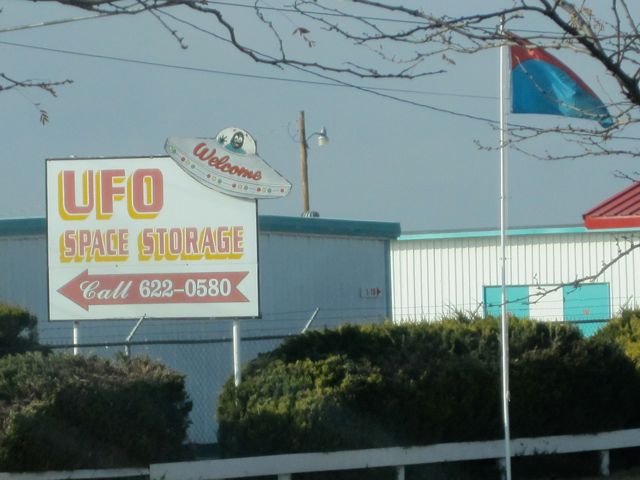 Welcome
UFO
SPACE STORAGE
Call 622-0580